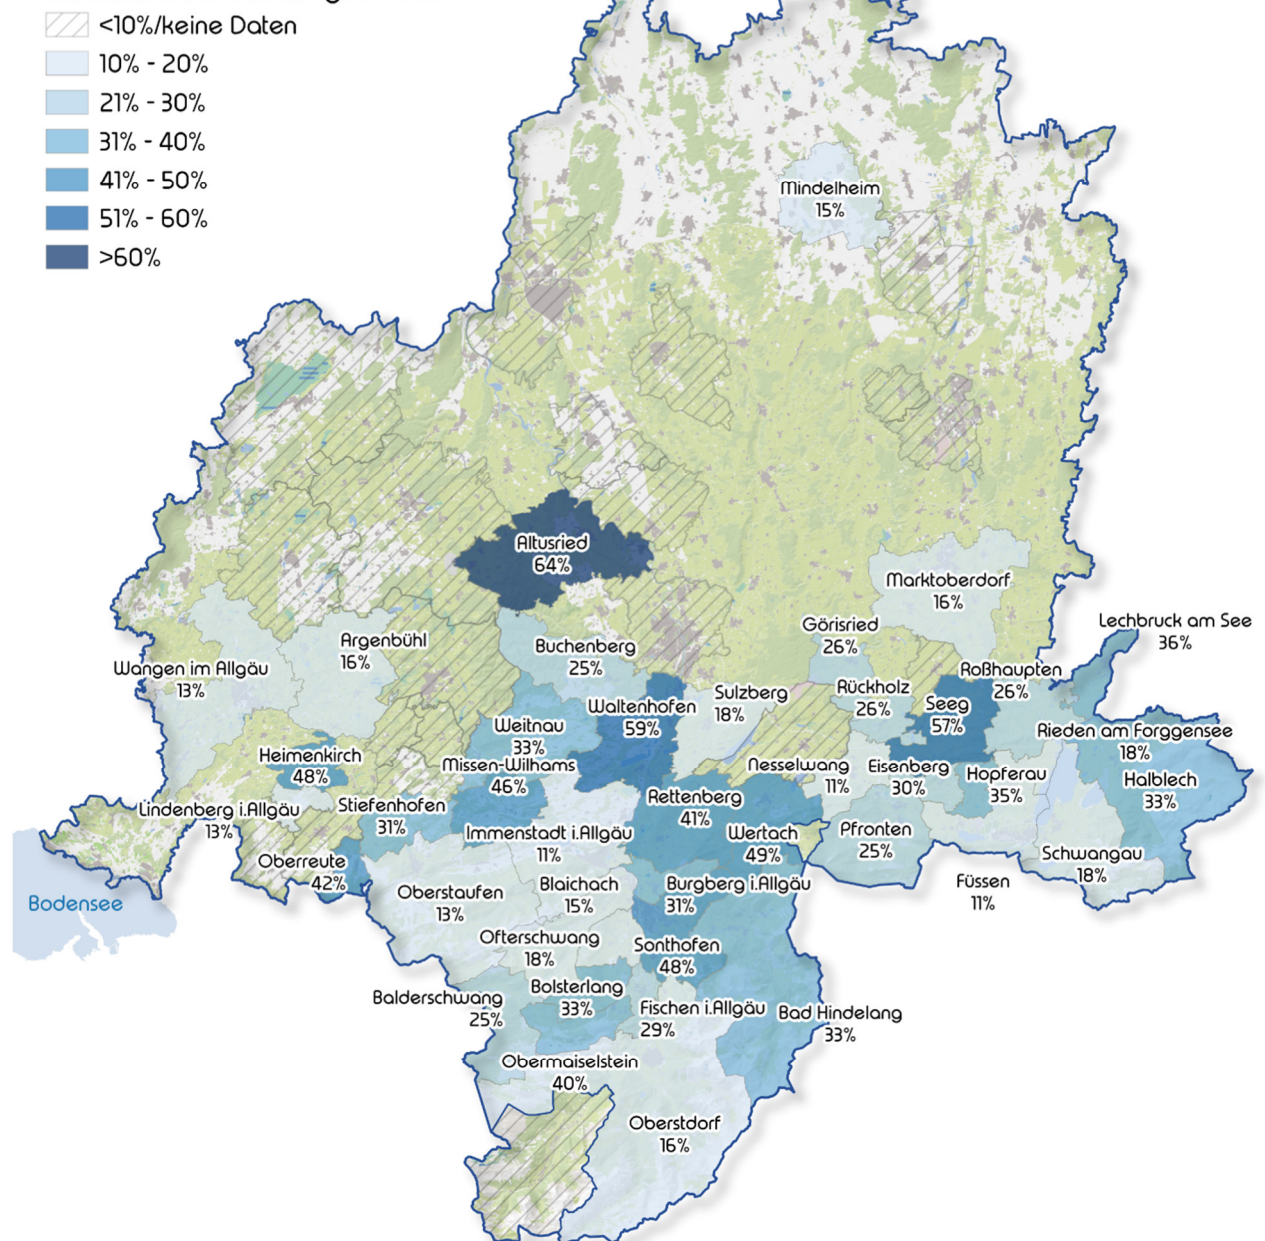 <10%/keine Daten
10% - 20%
21% - 30%
31% - 40%
41% - 50%
51% - 60%
>60%
Mindelheim
15%
Altusried
64%
Marktoberdorf
16%
Lechbruck am See
36%
Görisried
26%
Argenbühl
16%
Buchenberg
25%
Wangen im Allgäu
13%
Roßhaupten
26%
Rückholz
26%
Sulzberg
18%
Seeg
57%
Waltenhofen
59%
Weitnau
33%
Rieden am Forggensee
18%
Heimenkirch
48%
Missen-Wilhams
46%
Nesselwang
11%
Eisenberg
30%
Hopferau
35%
Halblech
33%
Rettenberg
41%
Lindenberg i.Allgäu
13%
Stiefenhofen
31%
Immenstadt i.Allgäu
11%
Wertach
49%
Pfronten
25%
Schwangau
18%
Oberreute
42%
Füssen
11%
Oberstaufen
13%
Blaichach
15%
Burgberg i.Allgäu
31%
Bodensee
Ofterschwang
18%
Sonthofen
48%
Bolsterlang
33%
Balderschwang
25%
Fischen i.Allgäu
29%
Bad Hindelang
33%
Obermaiselstein
40%
Oberstdorf
16%